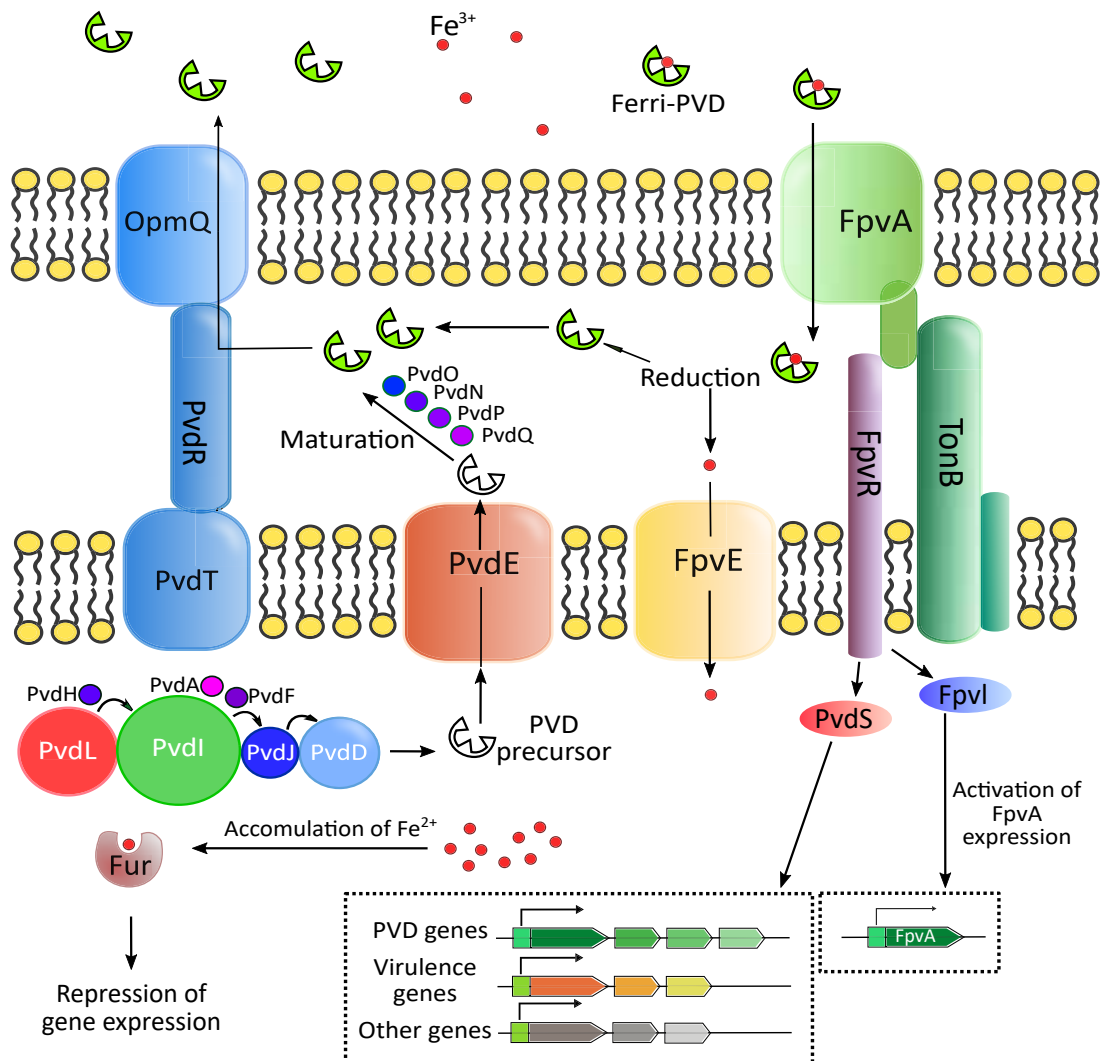 Fe³⁺
Ferri-PVD
OpmQ
FpvA
PvdO
PvdN
PvdP
PvdQ
Reduction
Maturation
PvdR
FpvR
TonB
PvdT
PvdE
FpvE
PvdH
PvdA
PvdF
PvdL
PvdI
PvdJ
PvdD
PVD
precursor
PvdS
FpvI
Activation of
FpvA
expression
Accomulation of Fe²⁺
Fur
Repression of
gene expression
PVD genes
Virulence
genes
Other genes
FpvA